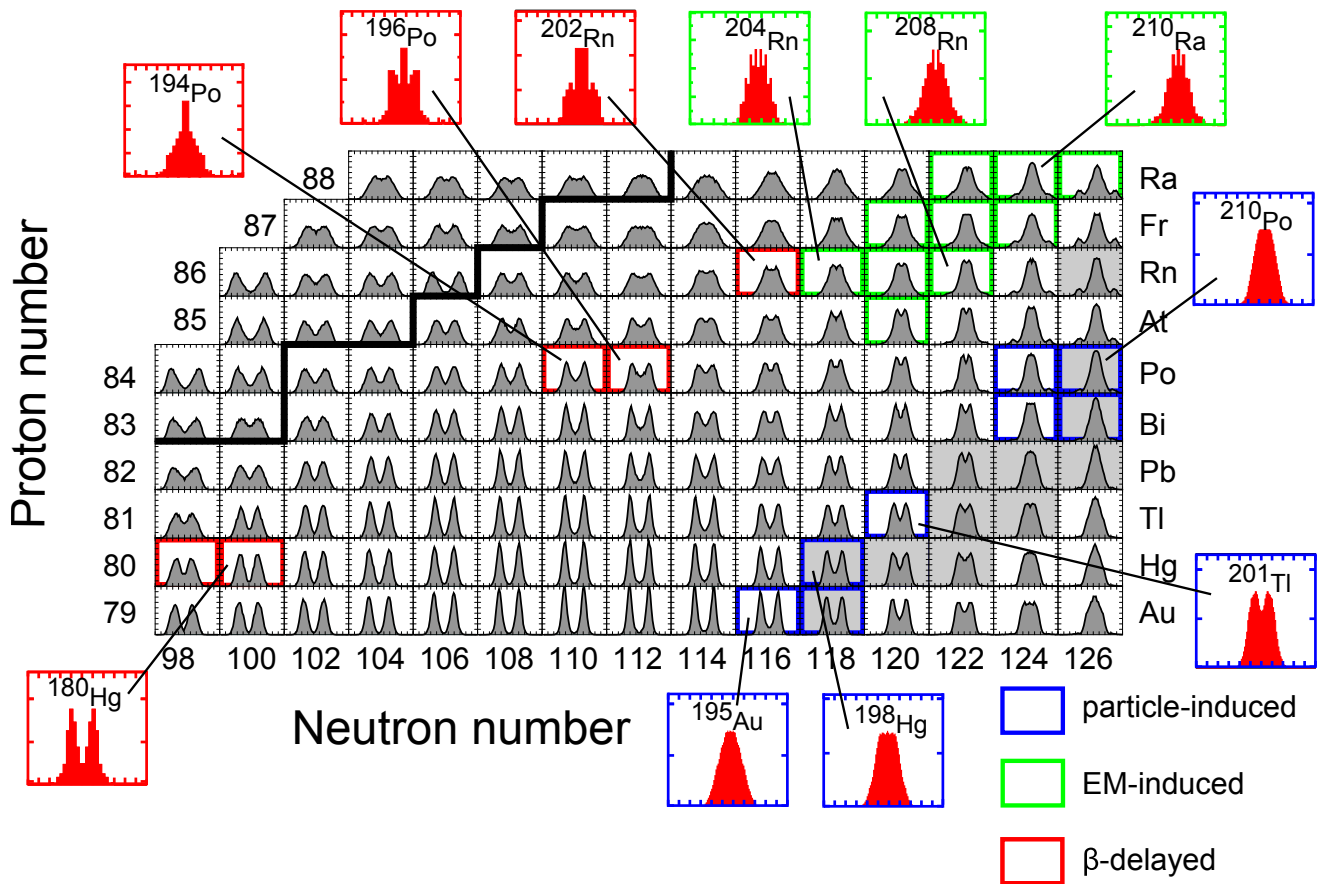 196Po
202Rn
204Rn
208Rn
210Ra
194Po
88
Ra
87
Fr
210Po
86
Rn
85
At
84
Po
83
Bi
82
Pb
81
Tl
80
Hg
201Tl
79
Au
98 100 102 104 106 108 110 112 114 116 118 120 122 124 126
Proton number
180Hg
Neutron number
195Au
198Hg
particle-induced
EM-induced
β-delayed